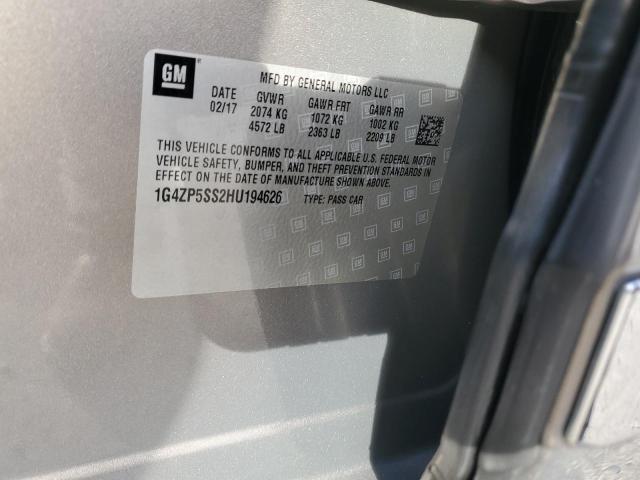 GM
MFD BY GENERAL MOTORS LLC
DATE GVWR GAWR FRT GAWR RR
02/17 2074 KG 1072 KG 1002 KG
4572 LB 2363 LB 2209 LB
THIS VEHICLE CONFORMS TO ALL APPLICABLE U.S. FEDERAL MOTOR
VEHICLE SAFETY, BUMPER, AND THEFT PREVENTION STANDARDS IN
EFFECT ON THE DATE OF MANUFACTURE SHOWN ABOVE.
1G4ZP5SS2HU194626 TYPE: PASS CAR